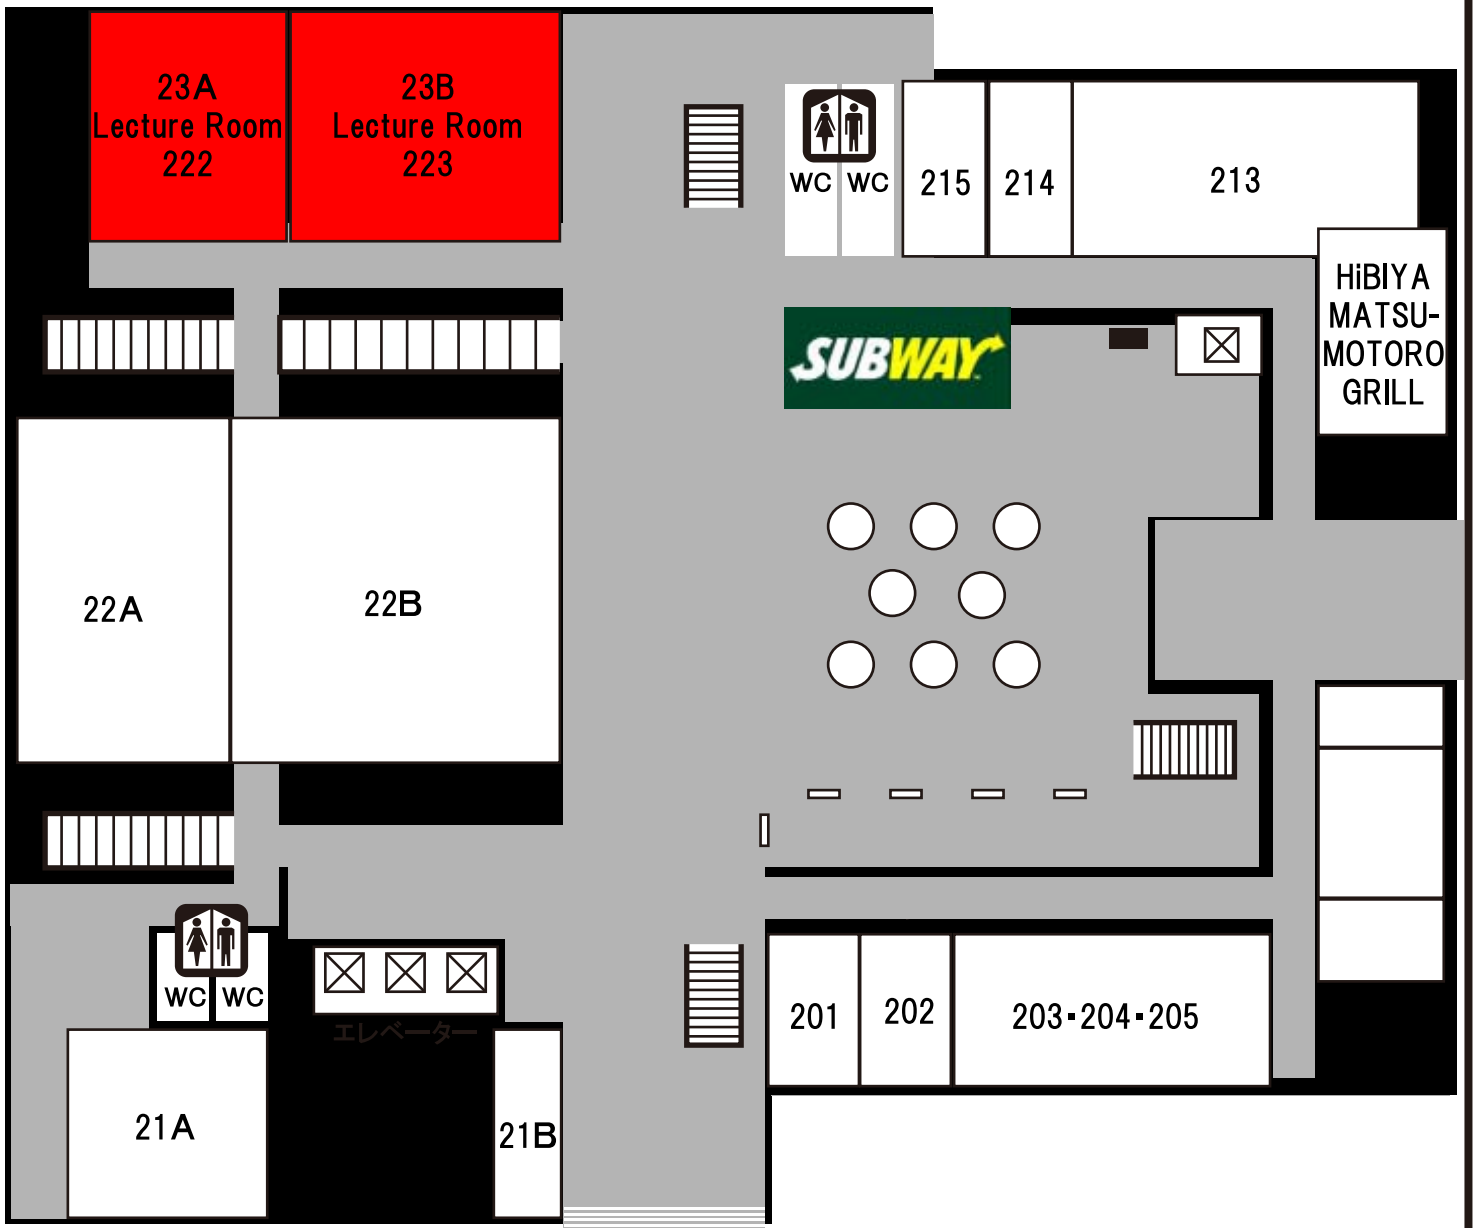 23A
Lecture Room
222
23B
Lecture Room
223
WC WC
215
214
213
HiBIYA
MATSU-
MOTORO
GRILL
SUBWAY
22A
22B
WC WC
エレベーター
201
202
203・204・205
21A
21B